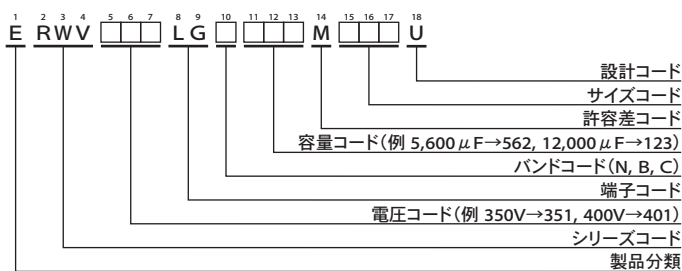 1 2 3 4 5 6 7 8 9 10 11 12 13 14 15 16 17 18
E RWV □□□ LG □ □□□ M □□□ U
設計コード
サイズコード
許容差コード
容量コード(例 5,600μF→562, 12,000μF→123)
バンドコード(N, B, C)
端子コード
電圧コード(例 350V→351, 400V→401)
シリーズコード
製品分類